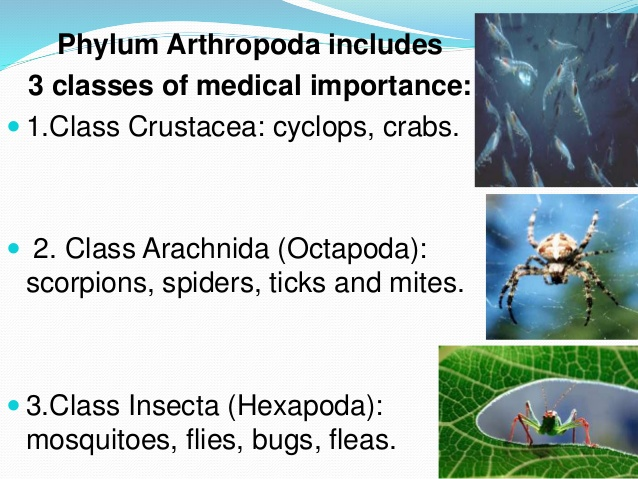 Phylum Arthropoda includes
3 classes of medical importance:
1.Class Crustacea: cyclops, crabs.
2. Class Arachnida (Octapoda):
scorpions, spiders, ticks and mites.
3.Class Insecta (Hexapoda):
mosquitoes, flies, bugs, fleas.